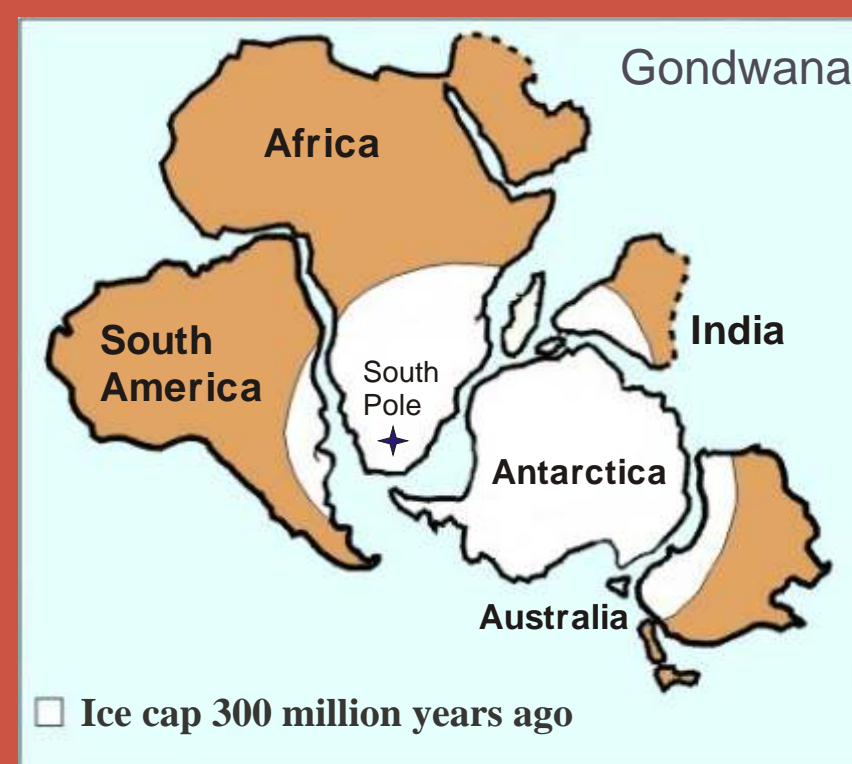 Gondwana
Africa
South
America
India
South
Pole
Antarctica
Australia
Ice cap 300 million years ago